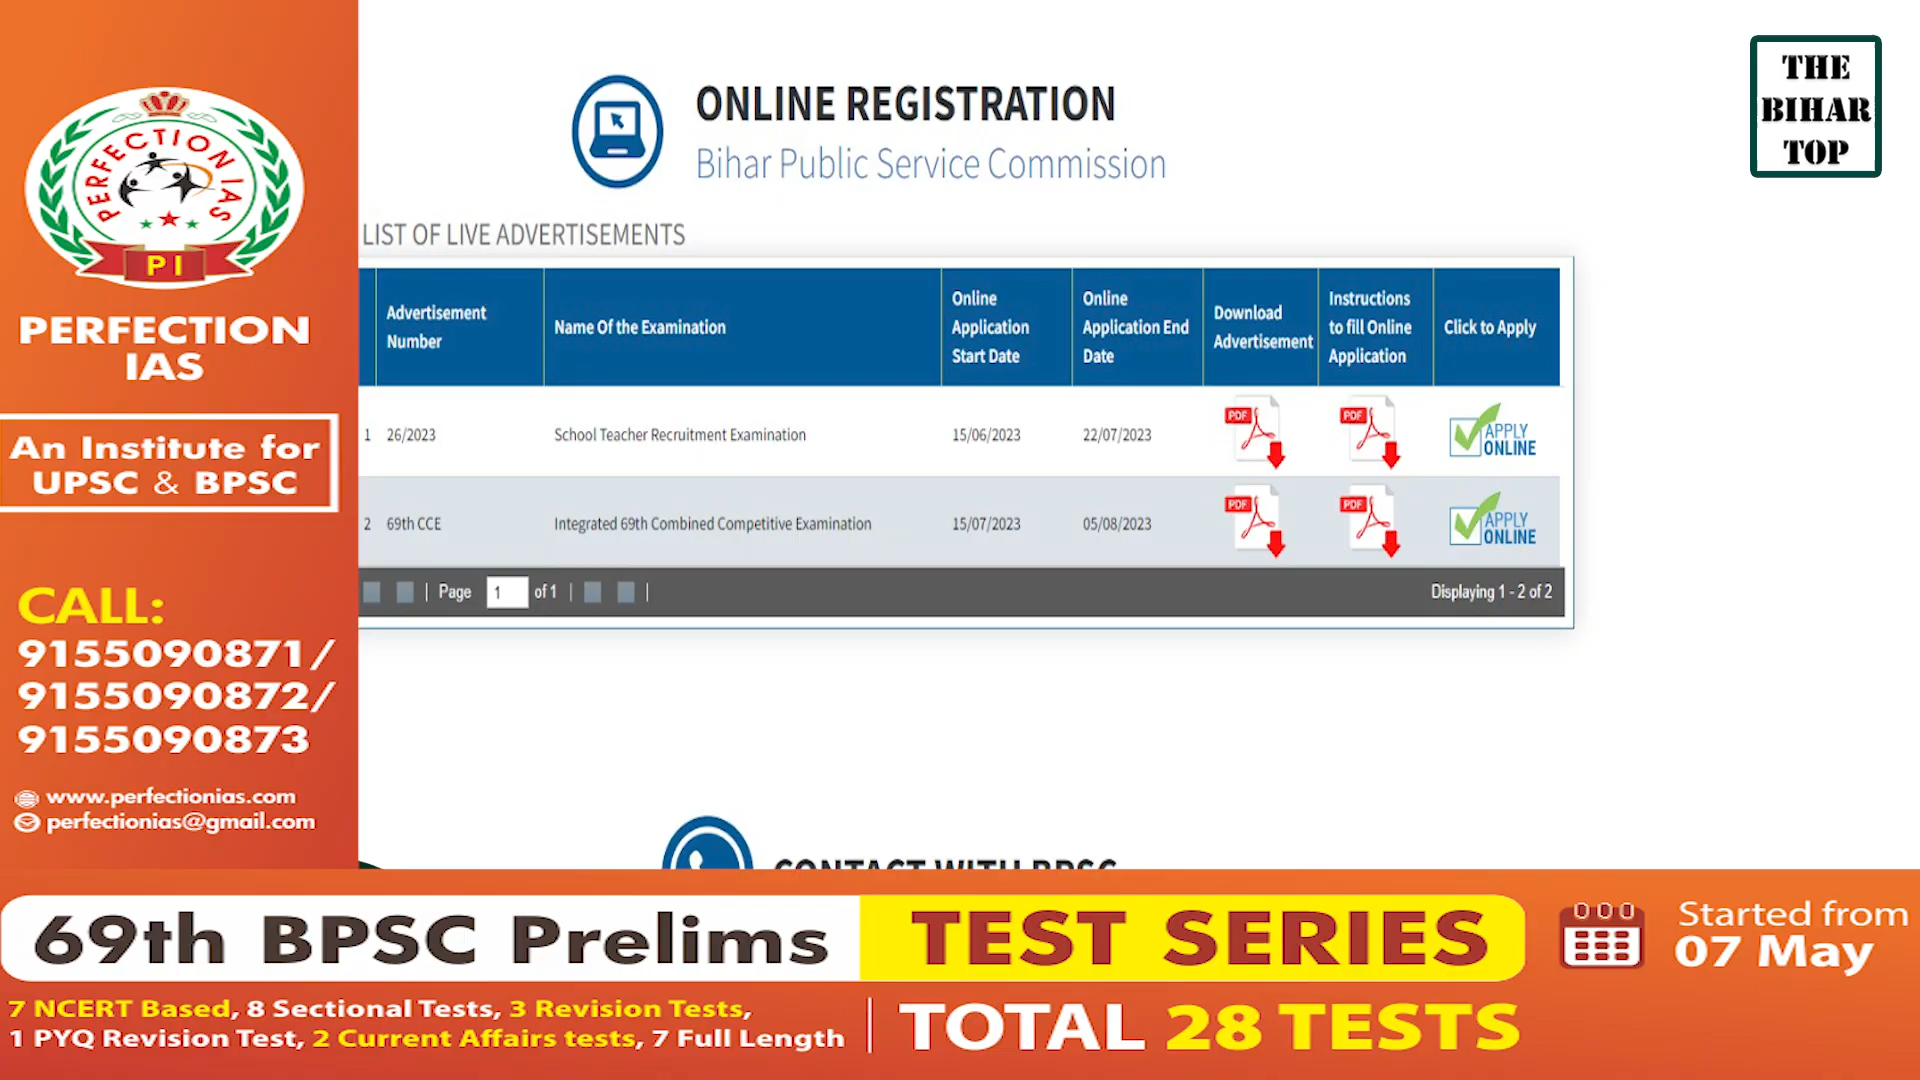 PERFECTION IAS
PI
PERFECTION
IAS
An Institute for
UPSC & BPSC
CALL:
9155090871/
9155090872/
9155090873
www.perfectionias.com
perfectionias@gmail.com
ONLINE REGISTRATION
Bihar Public Service Commission
THE
BIHAR
TOP
LIST OF LIVE ADVERTISEMENTS
Advertisement Number
Name Of the Examination
Online Application Start Date
Online Application End Date
Download Advertisement
Instructions to fill Online Application
Click to Apply
1 26/2023 School Teacher Recruitment Examination 15/06/2023 22/07/2023 PDF PDF APPLY ONLINE
2 69th CCE Integrated 69th Combined Competitive Examination 15/07/2023 05/08/2023 PDF PDF APPLY ONLINE
| Page 1 of 1 | | Displaying 1 - 2 of 2
CONTACT WITH BPSC
69th BPSC Prelims TEST SERIES
Started from
07 May
7 NCERT Based, 8 Sectional Tests, 3 Revision Tests,
1 PYQ Revision Test, 2 Current Affairs tests, 7 Full Length
TOTAL 28 TESTS